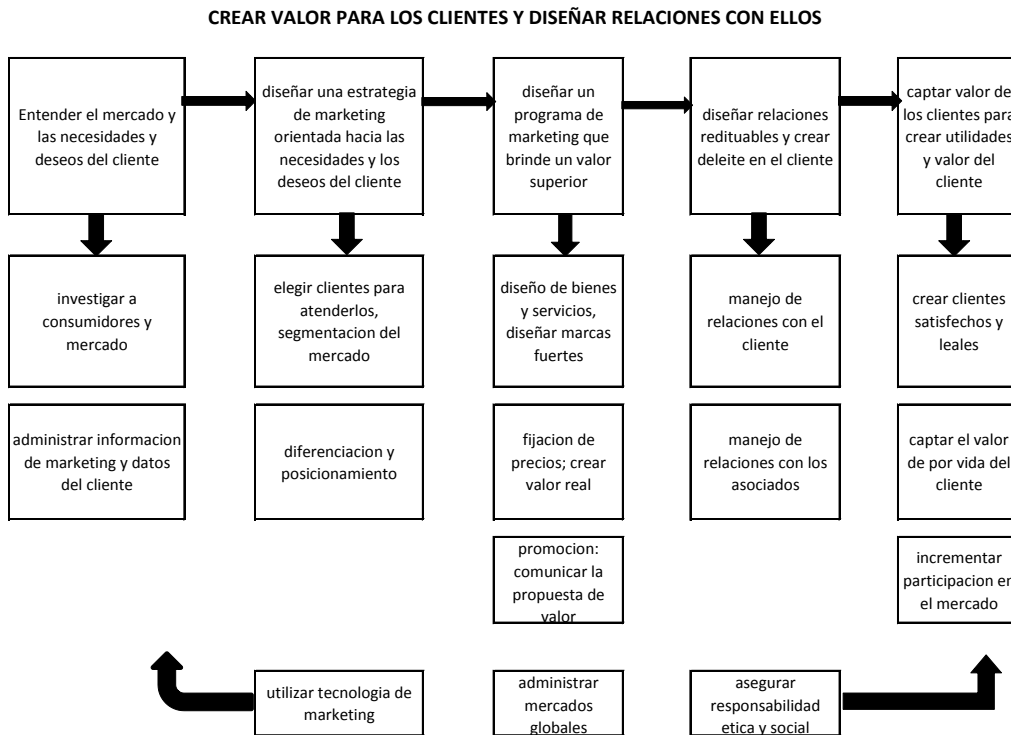 CREAR VALOR PARA LOS CLIENTES Y DISEÑAR RELACIONES CON ELLOS
Entender el mercado y
las necesidades y
deseos del cliente
diseñar una estrategia
de marketing
orientada hacia las
necesidades y los
deseos del cliente
diseñar un
programa de
marketing que
brinde un valor
superior
diseñar relaciones
redituables y crear
deleite en el cliente
captar valor de
los clientes para
crear utilidades
y valor del
cliente
investigar a
consumidores y
mercado
elegir clientes para
atenderlos,
segmentacion del
mercado
diseño de bienes
y servicios,
diseñar marcas
fuertes
manejo de
relaciones con el
cliente
crear clientes
satisfechos y
leales
administrar informacion
de marketing y datos
del cliente
diferenciacion y
posicionamiento
fijacion de
precios; crear
valor real
manejo de
relaciones con los
asociados
captar el valor
de por vida del
cliente
promocion:
comunicar la
propuesta de
valor
incrementar
participacion en
el mercado
utilizar tecnologia de
marketing
administrar
mercados
globales
asegurar
responsabilidad
etica y social